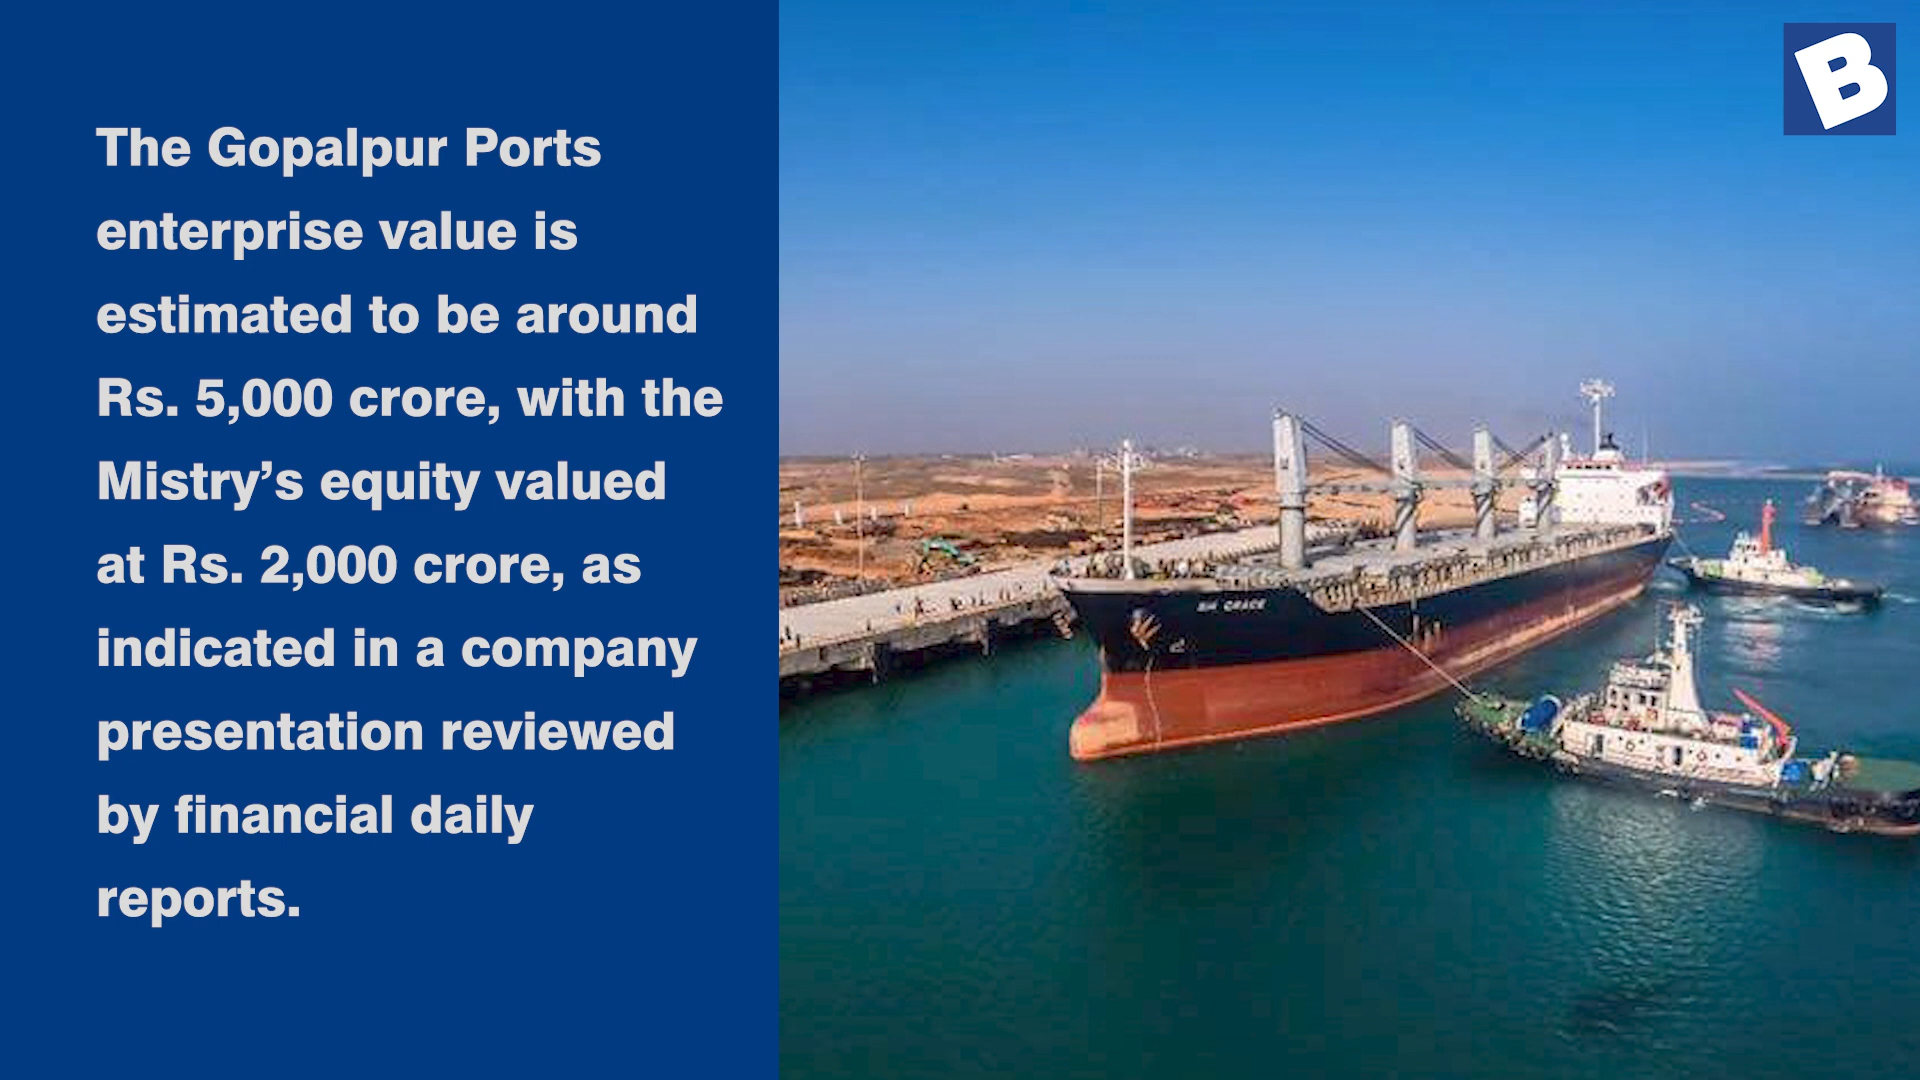 The Gopalpur Ports
enterprise value is
estimated to be around
Rs. 5,000 crore, with the
Mistry’s equity valued
at Rs. 2,000 crore, as
indicated in a company
presentation reviewed
by financial daily
reports.
B
GRACE